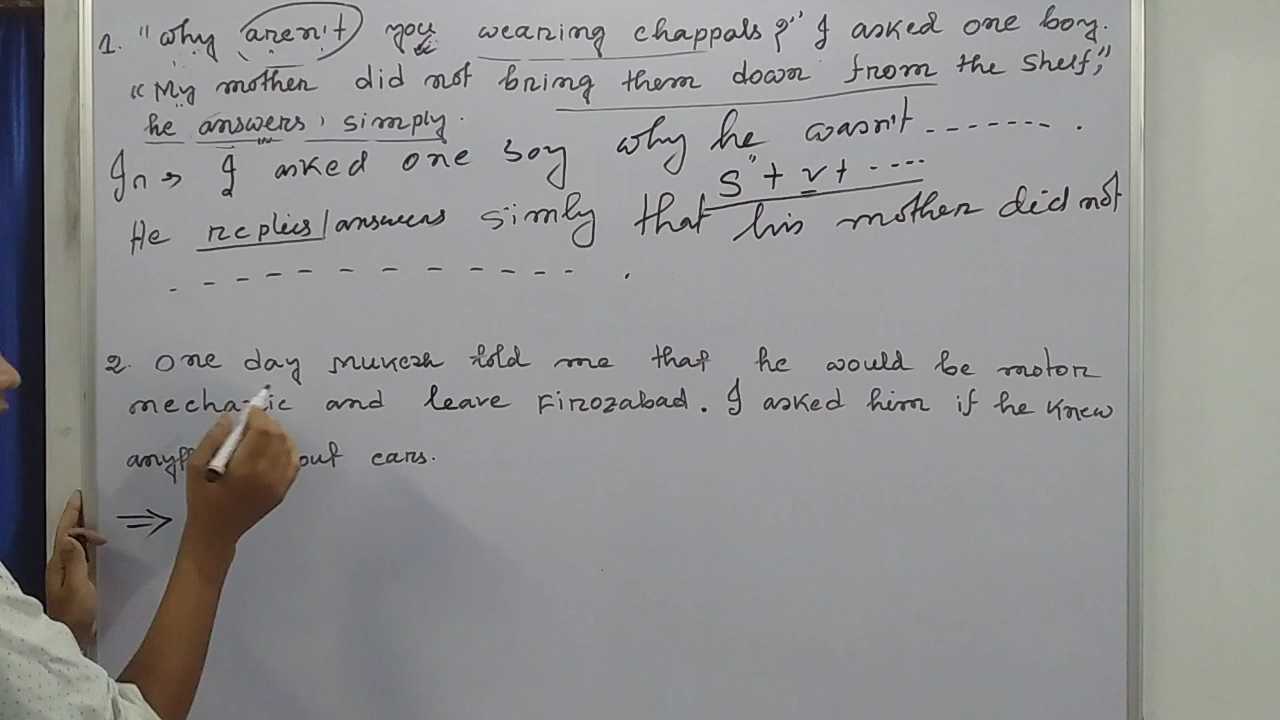 1. "Why aren't you wearing chappals?" I asked one boy.
"My mother did not bring them down from the shelf,"
he answers, simply.
In → I asked one boy why he wasn't ------- .
S + v + ....
He replies/answers simly that his mother did not
------------- .
2. One day Mukesh told me that he would be motor
mechanic and leave Firozabad. I asked him if he knew
cars.
⇒